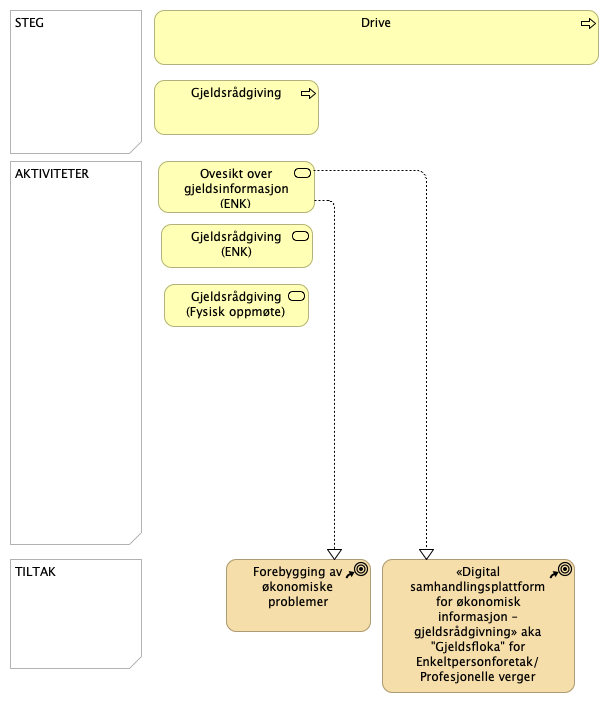 STEG
Drive
Gjeldsrådgiving
AKTIVITETER
Ovesikt over
gjeldsinformasjon
(ENK)
Gjeldsrådgiving
(ENK)
Gjeldsrådgiving
(Fysisk oppmøte)
TILTAK
Forebygging av
økonomiske
problemer
«Digital
samhandlingsplattform
for økonomisk
informasjon –
gjeldsrådgivning» aka
"Gjeldsfloka" for
Enkeltpersonforetak/
Profesjonelle verger